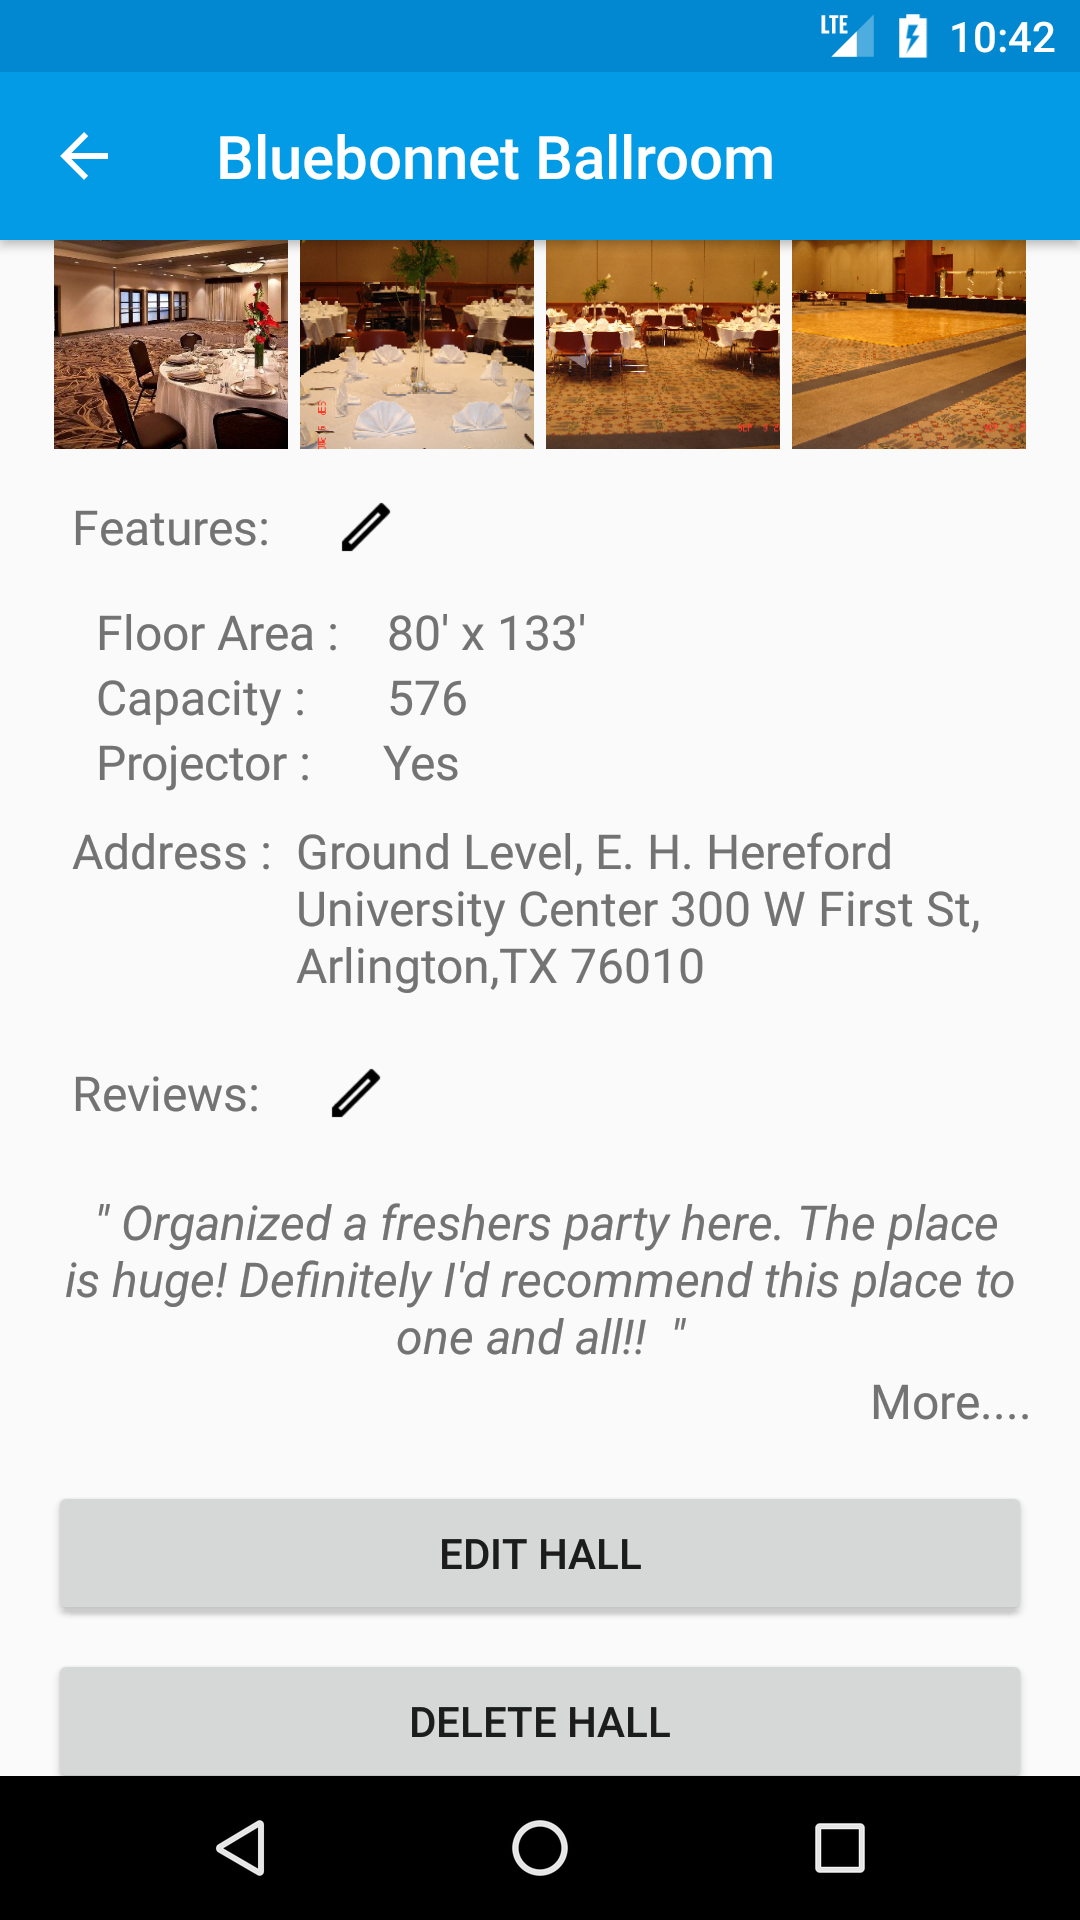 LTE 10:42
Bluebonnet Ballroom
Features:
Floor Area : 80' x 133'
Capacity : 576
Projector : Yes
Address : Ground Level, E. H. Hereford
University Center 300 W First St,
Arlington,TX 76010
Reviews:
" Organized a freshers party here. The place
is huge! Definitely I'd recommend this place to
one and all!! "
More....
EDIT HALL
DELETE HALL